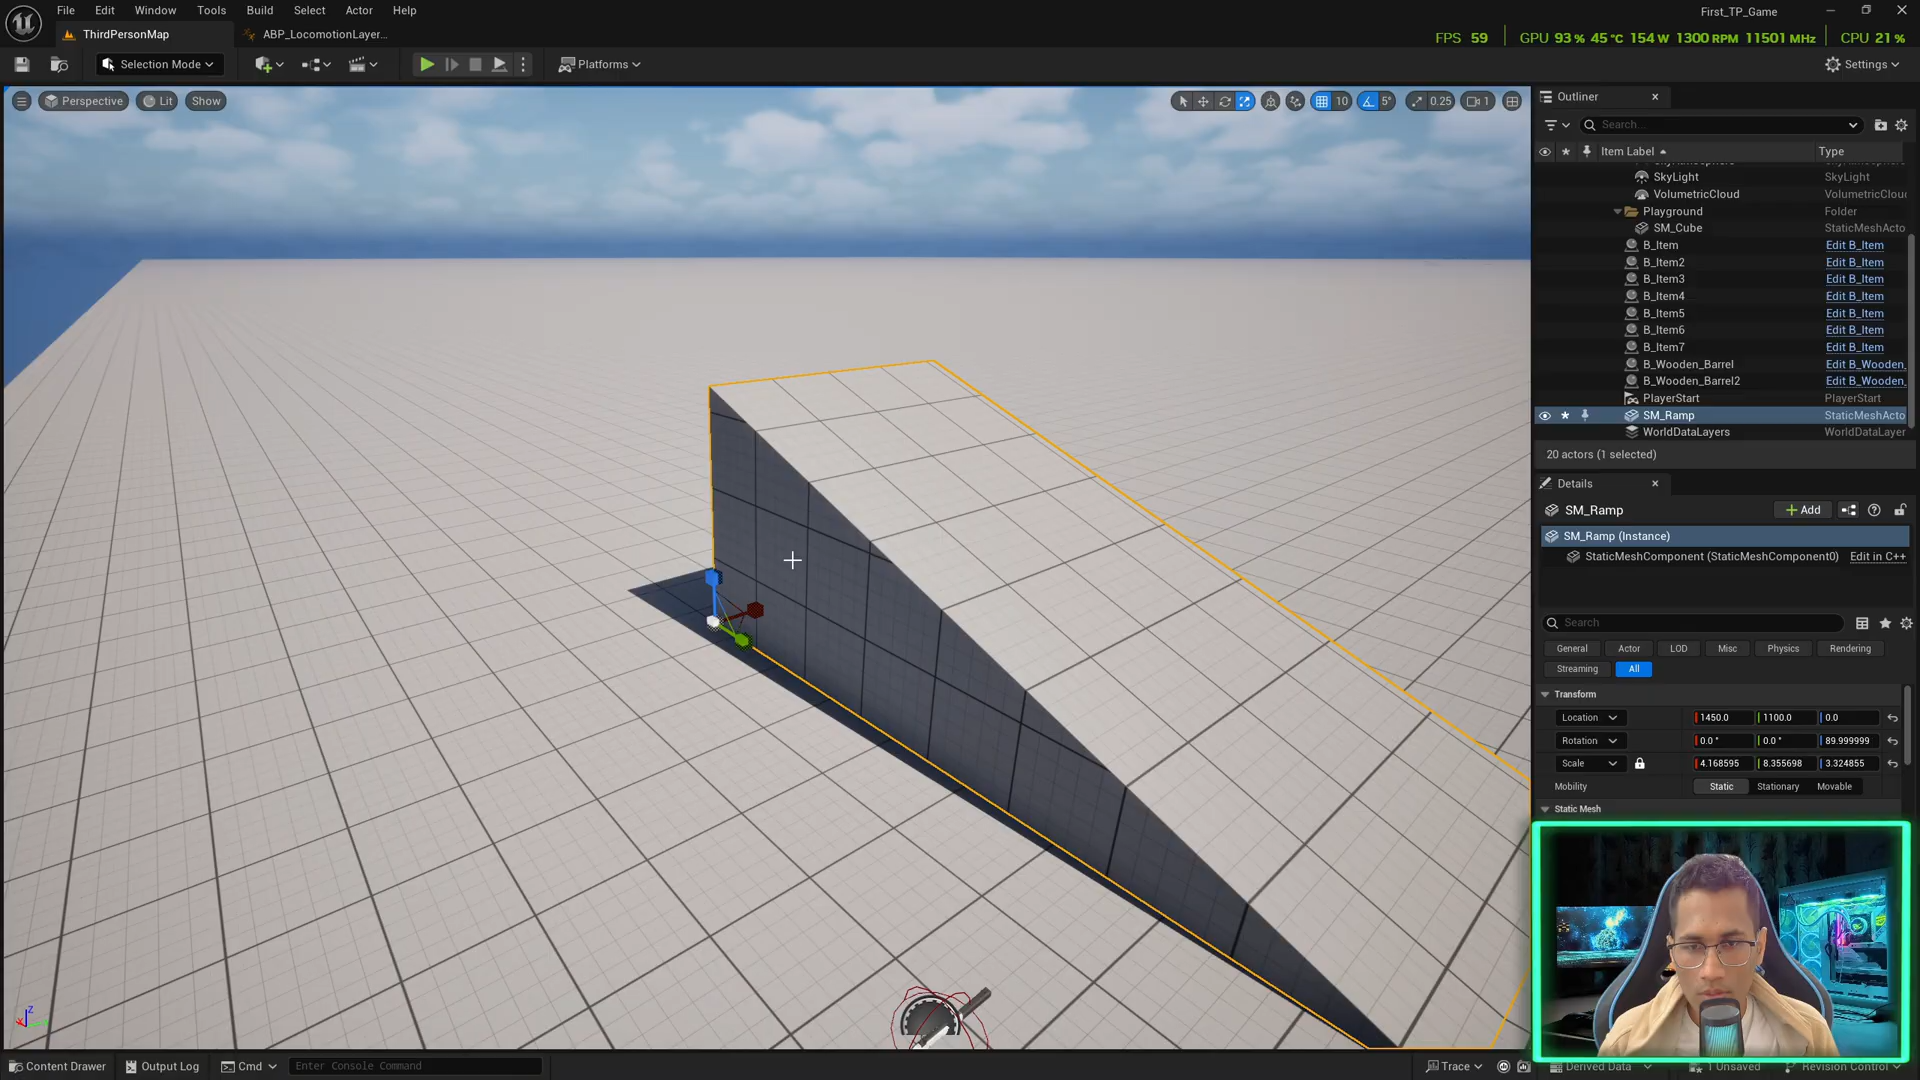 File Edit Window Tools Build Select Actor Help
First_TP_Game
ThirdPersonMap
ABP_LocomotionLayer...
FPS 59 GPU 93 % 45 °C 154 W 1300 RPM 11501 MHz CPU 21 %
Selection Mode
Platforms
Settings
Perspective Lit Show
10 5° 0.25 1
Outliner
Search...
Item Label Type
SkyLight SkyLight
VolumetricCloud VolumetricClou
Playground Folder
SM_Cube StaticMeshActo
B_Item Edit B_Item
B_Item2 Edit B_Item
B_Item3 Edit B_Item
B_Item4 Edit B_Item
B_Item5 Edit B_Item
B_Item6 Edit B_Item
B_Item7 Edit B_Item
B_Wooden_Barrel Edit B_Wooden_
B_Wooden_Barrel2 Edit B_Wooden_
PlayerStart PlayerStart
SM_Ramp StaticMeshActo
WorldDataLayers WorldDataLayer
20 actors (1 selected)
Details
SM_Ramp
Add
SM_Ramp (Instance)
StaticMeshComponent (StaticMeshComponent0) Edit in C++
Search
General Actor LOD Misc Physics Rendering
Streaming All
Transform
Location 1450.0 1100.0 0.0
Rotation 0.0 ° 0.0 ° 89.999999
Scale 4.168595 8.355698 3.324855
Mobility Static Stationary Movable
Static Mesh
Z
X
Content Drawer Output Log Cmd Enter Console Command
Trace Derived Data 1 Unsaved Revision Control